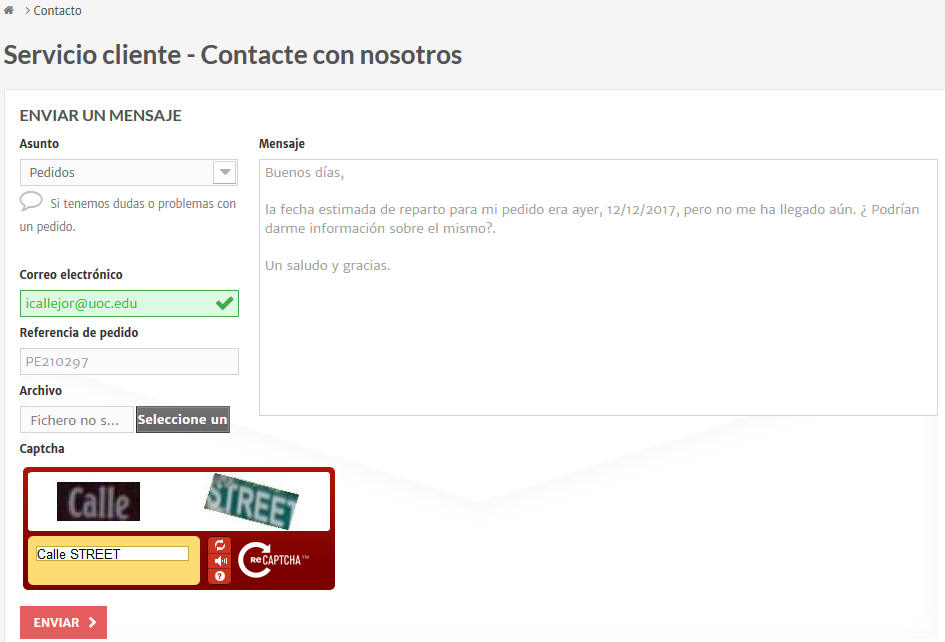 > Contacto
Servicio cliente - Contacte con nosotros
ENVIAR UN MENSAJE
Asunto
Pedidos
Si tenemos dudas o problemas con
un pedido.
Correo electrónico
icallejor@uoc.edu
Referencia de pedido
PE210297
Archivo
Fichero no s...
Seleccione un
Captcha
Calle
STREET
Calle STREET
reCAPTCHA™
ENVIAR
Mensaje
Buenos días,
la fecha estimada de reparto para mi pedido era ayer, 12/12/2017, pero no me ha llegado aún. ¿ Podrían
darme información sobre el mismo?.
Un saludo y gracias.